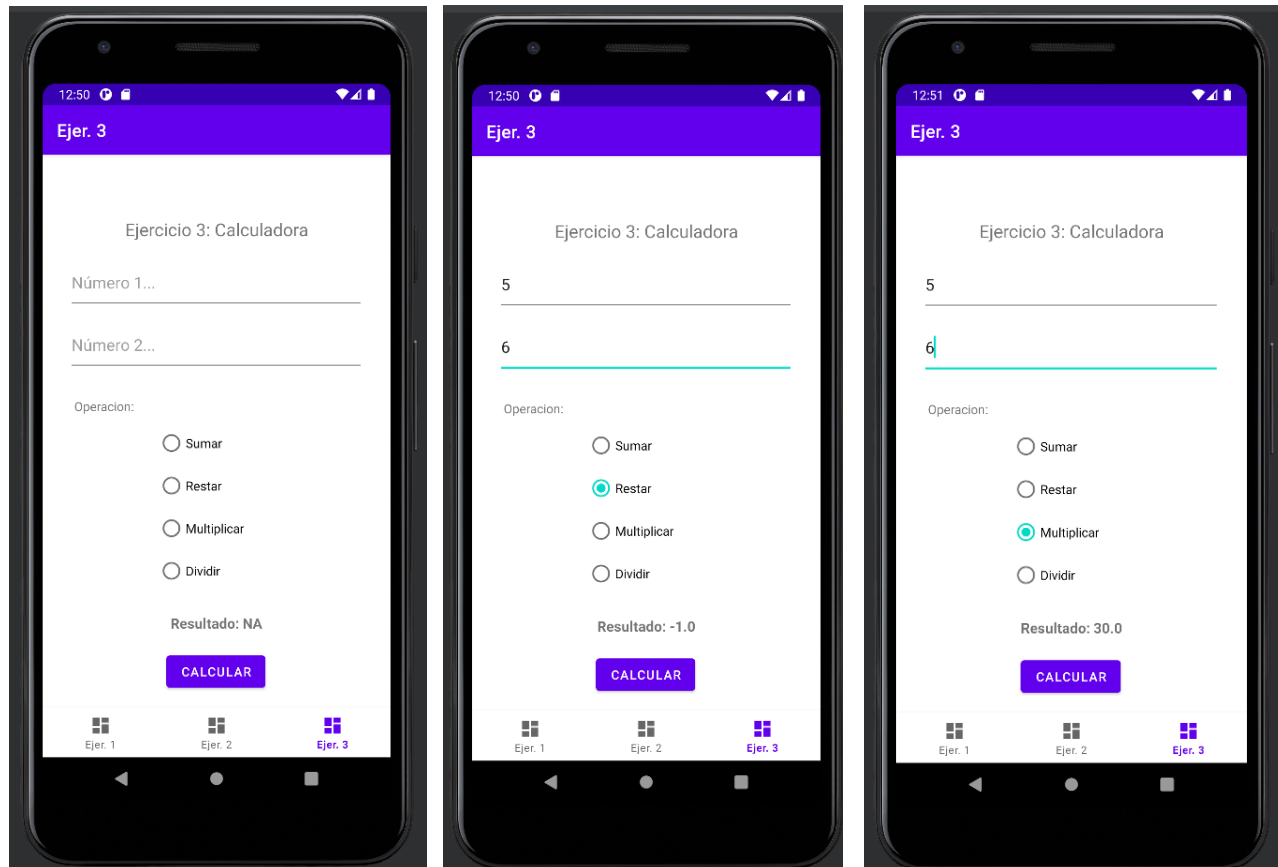 12:50
Ejer. 3
Ejercicio 3: Calculadora
Número 1...
Número 2...
Operacion:
Sumar
Restar
Multiplicar
Dividir
Resultado: NA
CALCULAR
Ejer. 1 Ejer. 2 Ejer. 3
12:50
Ejer. 3
Ejercicio 3: Calculadora
5
6
Operacion:
Sumar
Restar
Multiplicar
Dividir
Resultado: -1.0
CALCULAR
Ejer. 1 Ejer. 2 Ejer. 3
12:51
Ejer. 3
Ejercicio 3: Calculadora
5
6
Operacion:
Sumar
Restar
Multiplicar
Dividir
Resultado: 30.0
CALCULAR
Ejer. 1 Ejer. 2 Ejer. 3